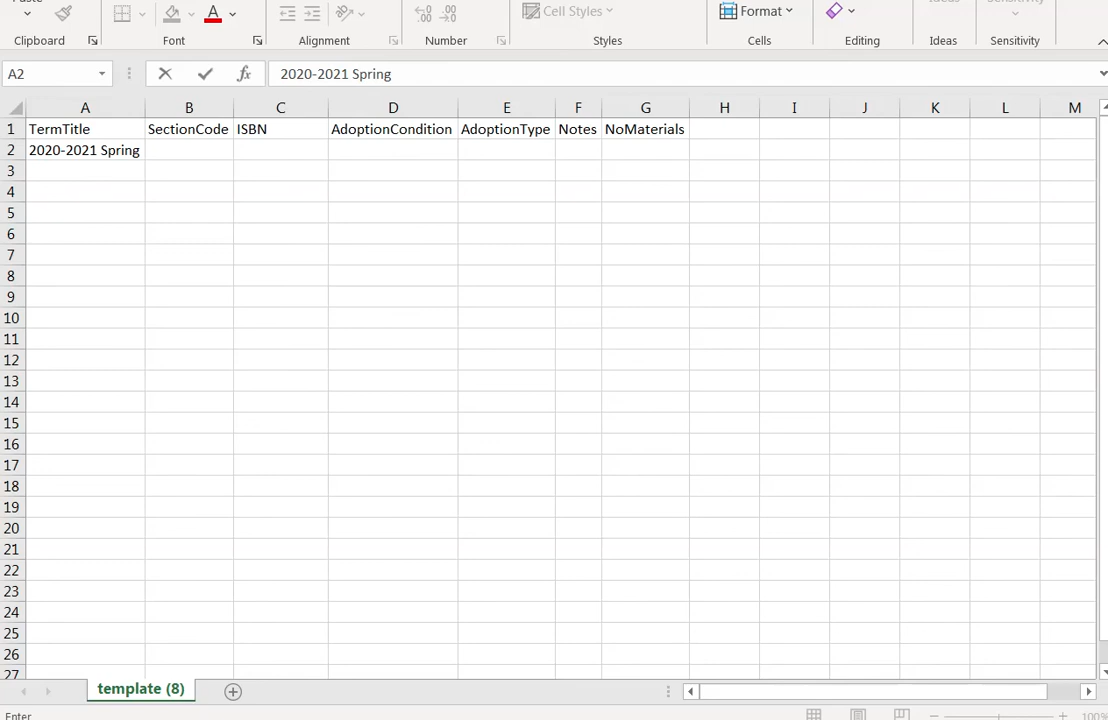 Format
Cell Styles
Clipboard Font Alignment Number Styles Cells Editing Ideas Sensitivity
A2 fx 2020-2021 Spring
A B C D E F G H I J K L M
1 TermTitle SectionCode ISBN AdoptionCondition AdoptionType Notes NoMaterials
2 2020-2021 Spring
3
4
5
6
7
8
9
10
11
12
13
14
15
16
17
18
19
20
21
22
23
24
25
26
27
template (8)
Enter 100%